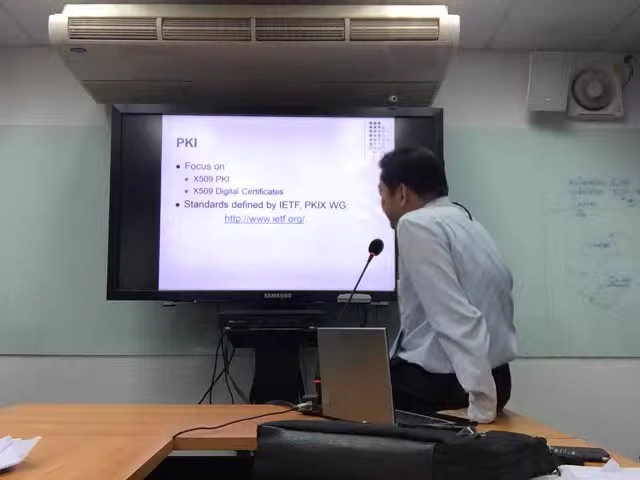 PKI
Focus on
X509 PKI
X509 Digital Certificates
Standards defined by IETF, PKIX WG:
http://www.ietf.org/
SAMSUNG